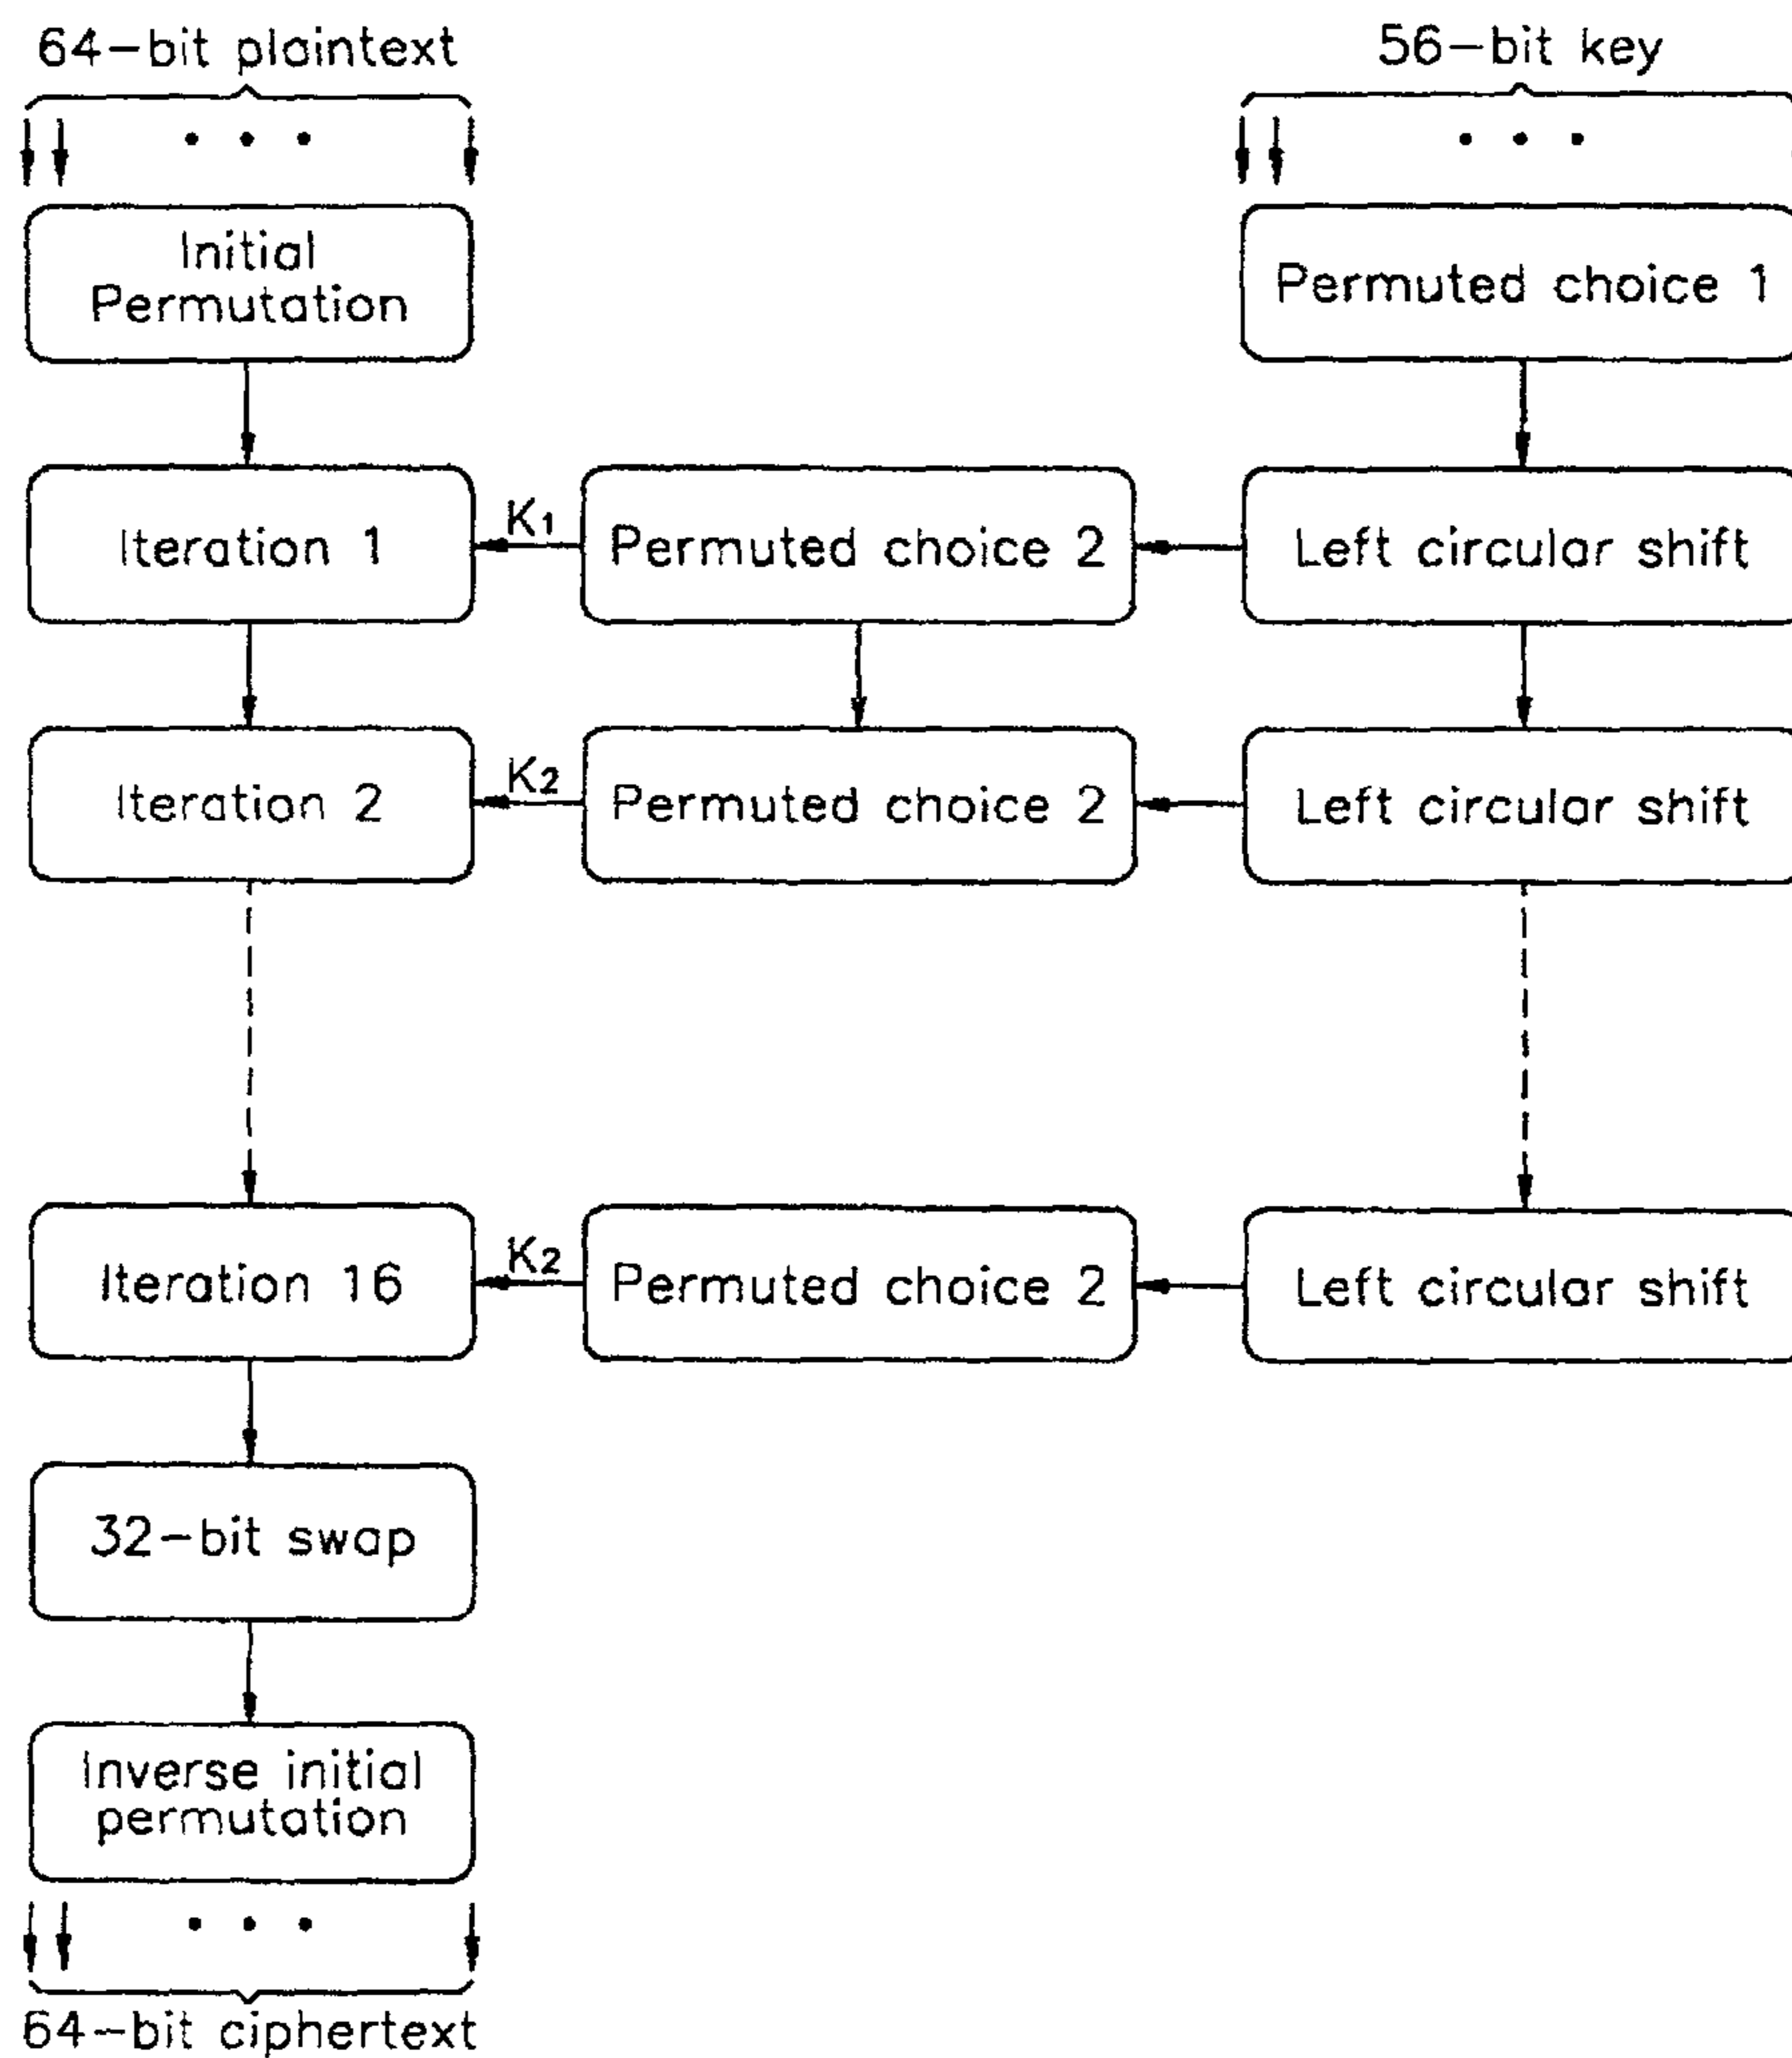 64-bit plaintext
56-bit key
Initial
Permutation
Permuted choice 1
Iteration 1
K1
Permuted choice 2
Left circular shift
Iteration 2
K2
Permuted choice 2
Left circular shift
Iteration 16
K2
Permuted choice 2
Left circular shift
32-bit swap
Inverse initial
permutation
64-bit ciphertext